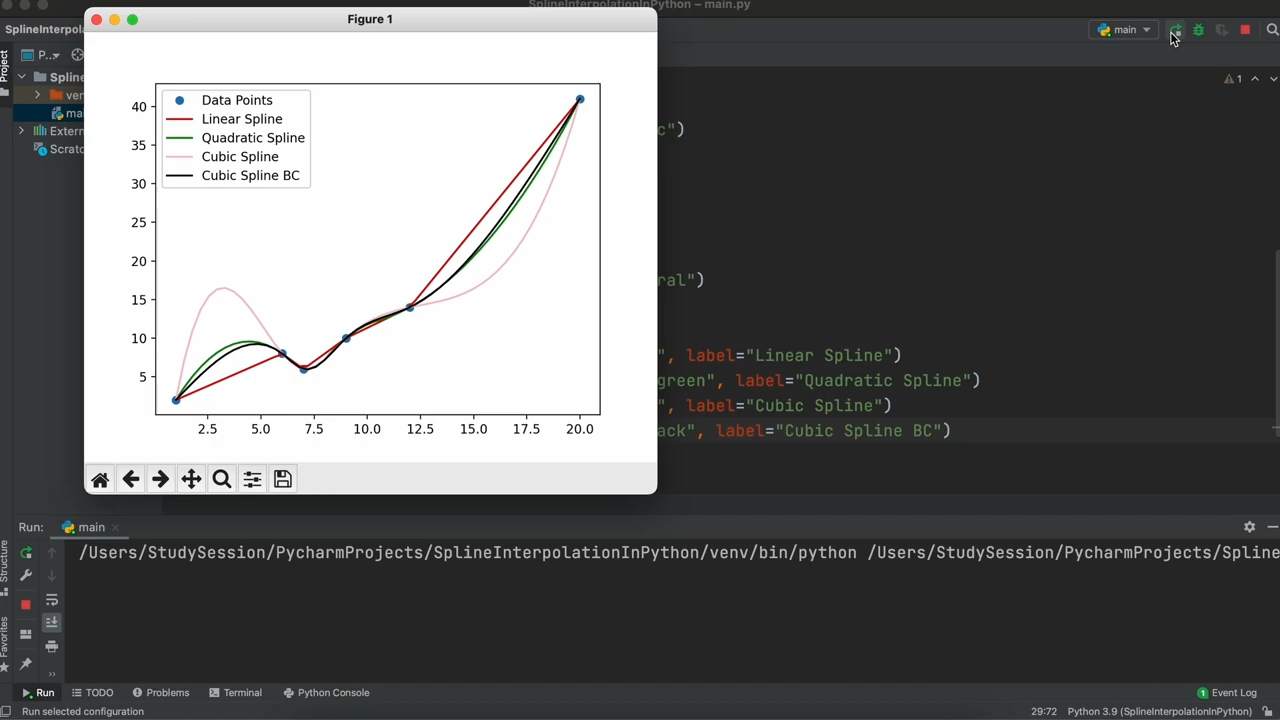 SplineInterpolationInPython – main.py
Figure 1
SplineInterpola
main
Project
P...
Spline
ven
mai
Extern
Scratc
1
Data Points
Linear Spline
Quadratic Spline
Cubic Spline
Cubic Spline BC
40
35
30
25
20
15
10
5
2.5 5.0 7.5 10.0 12.5 15.0 17.5 20.0
c")
ral")
", label="Linear Spline")
green", label="Quadratic Spline")
", label="Cubic Spline")
ack", label="Cubic Spline BC")
Run: main
/Users/StudySession/PycharmProjects/SplineInterpolationInPython/venv/bin/python /Users/StudySession/PycharmProjects/Spline
Structure
Favorites
Run TODO Problems Terminal Python Console 1 Event Log
Run selected configuration 29:72 Python 3.9 (SplineInterpolationInPython)